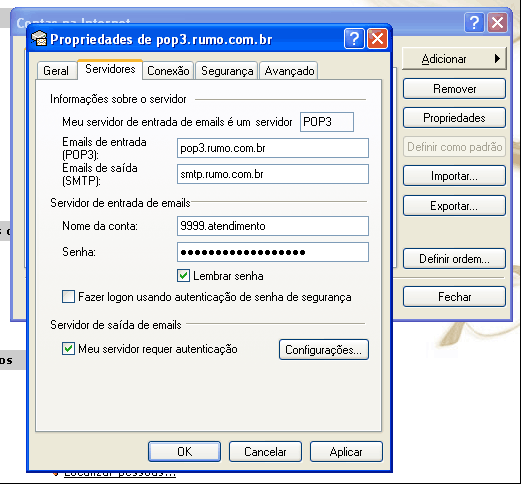 Contas na Internet
Propriedades de pop3.rumo.com.br
Geral
Servidores
Conexão
Segurança
Avançado
Informações sobre o servidor
Meu servidor de entrada de emails é um servidor
POP3
Emails de entrada
(POP3):
pop3.rumo.com.br
Emails de saída
(SMTP):
smtp.rumo.com.br
Servidor de entrada de emails
Nome da conta:
9999.atendimento
Senha:
Lembrar senha
Fazer logon usando autenticação de senha de segurança
Servidor de saída de emails
Meu servidor requer autenticação
Configurações...
OK
Cancelar
Aplicar
Adicionar
Remover
Propriedades
Definir como padrão
Importar...
Exportar...
Definir ordem...
Fechar
os
Localizar pessoas...